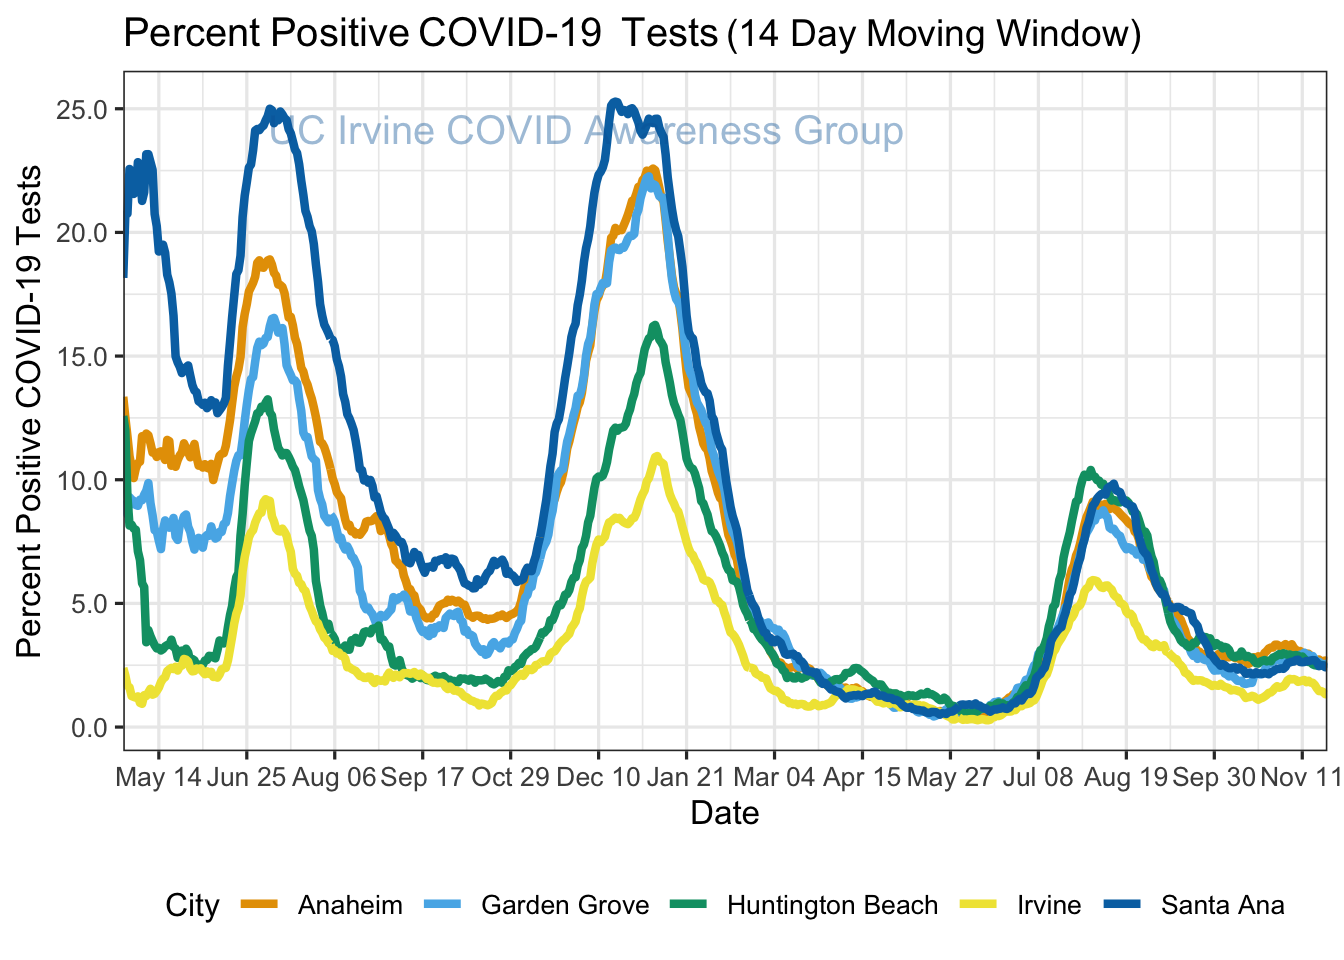 Percent Positive COVID-19 Tests (14 Day Moving Window)
UC Irvine COVID Awareness Group
Percent Positive COVID-19 Tests
25.0
20.0
15.0
10.0
5.0
0.0
May 14 Jun 25 Aug 06 Sep 17 Oct 29 Dec 10 Jan 21 Mar 04 Apr 15 May 27 Jul 08 Aug 19 Sep 30 Nov 11
Date
City Anaheim Garden Grove Huntington Beach Irvine Santa Ana